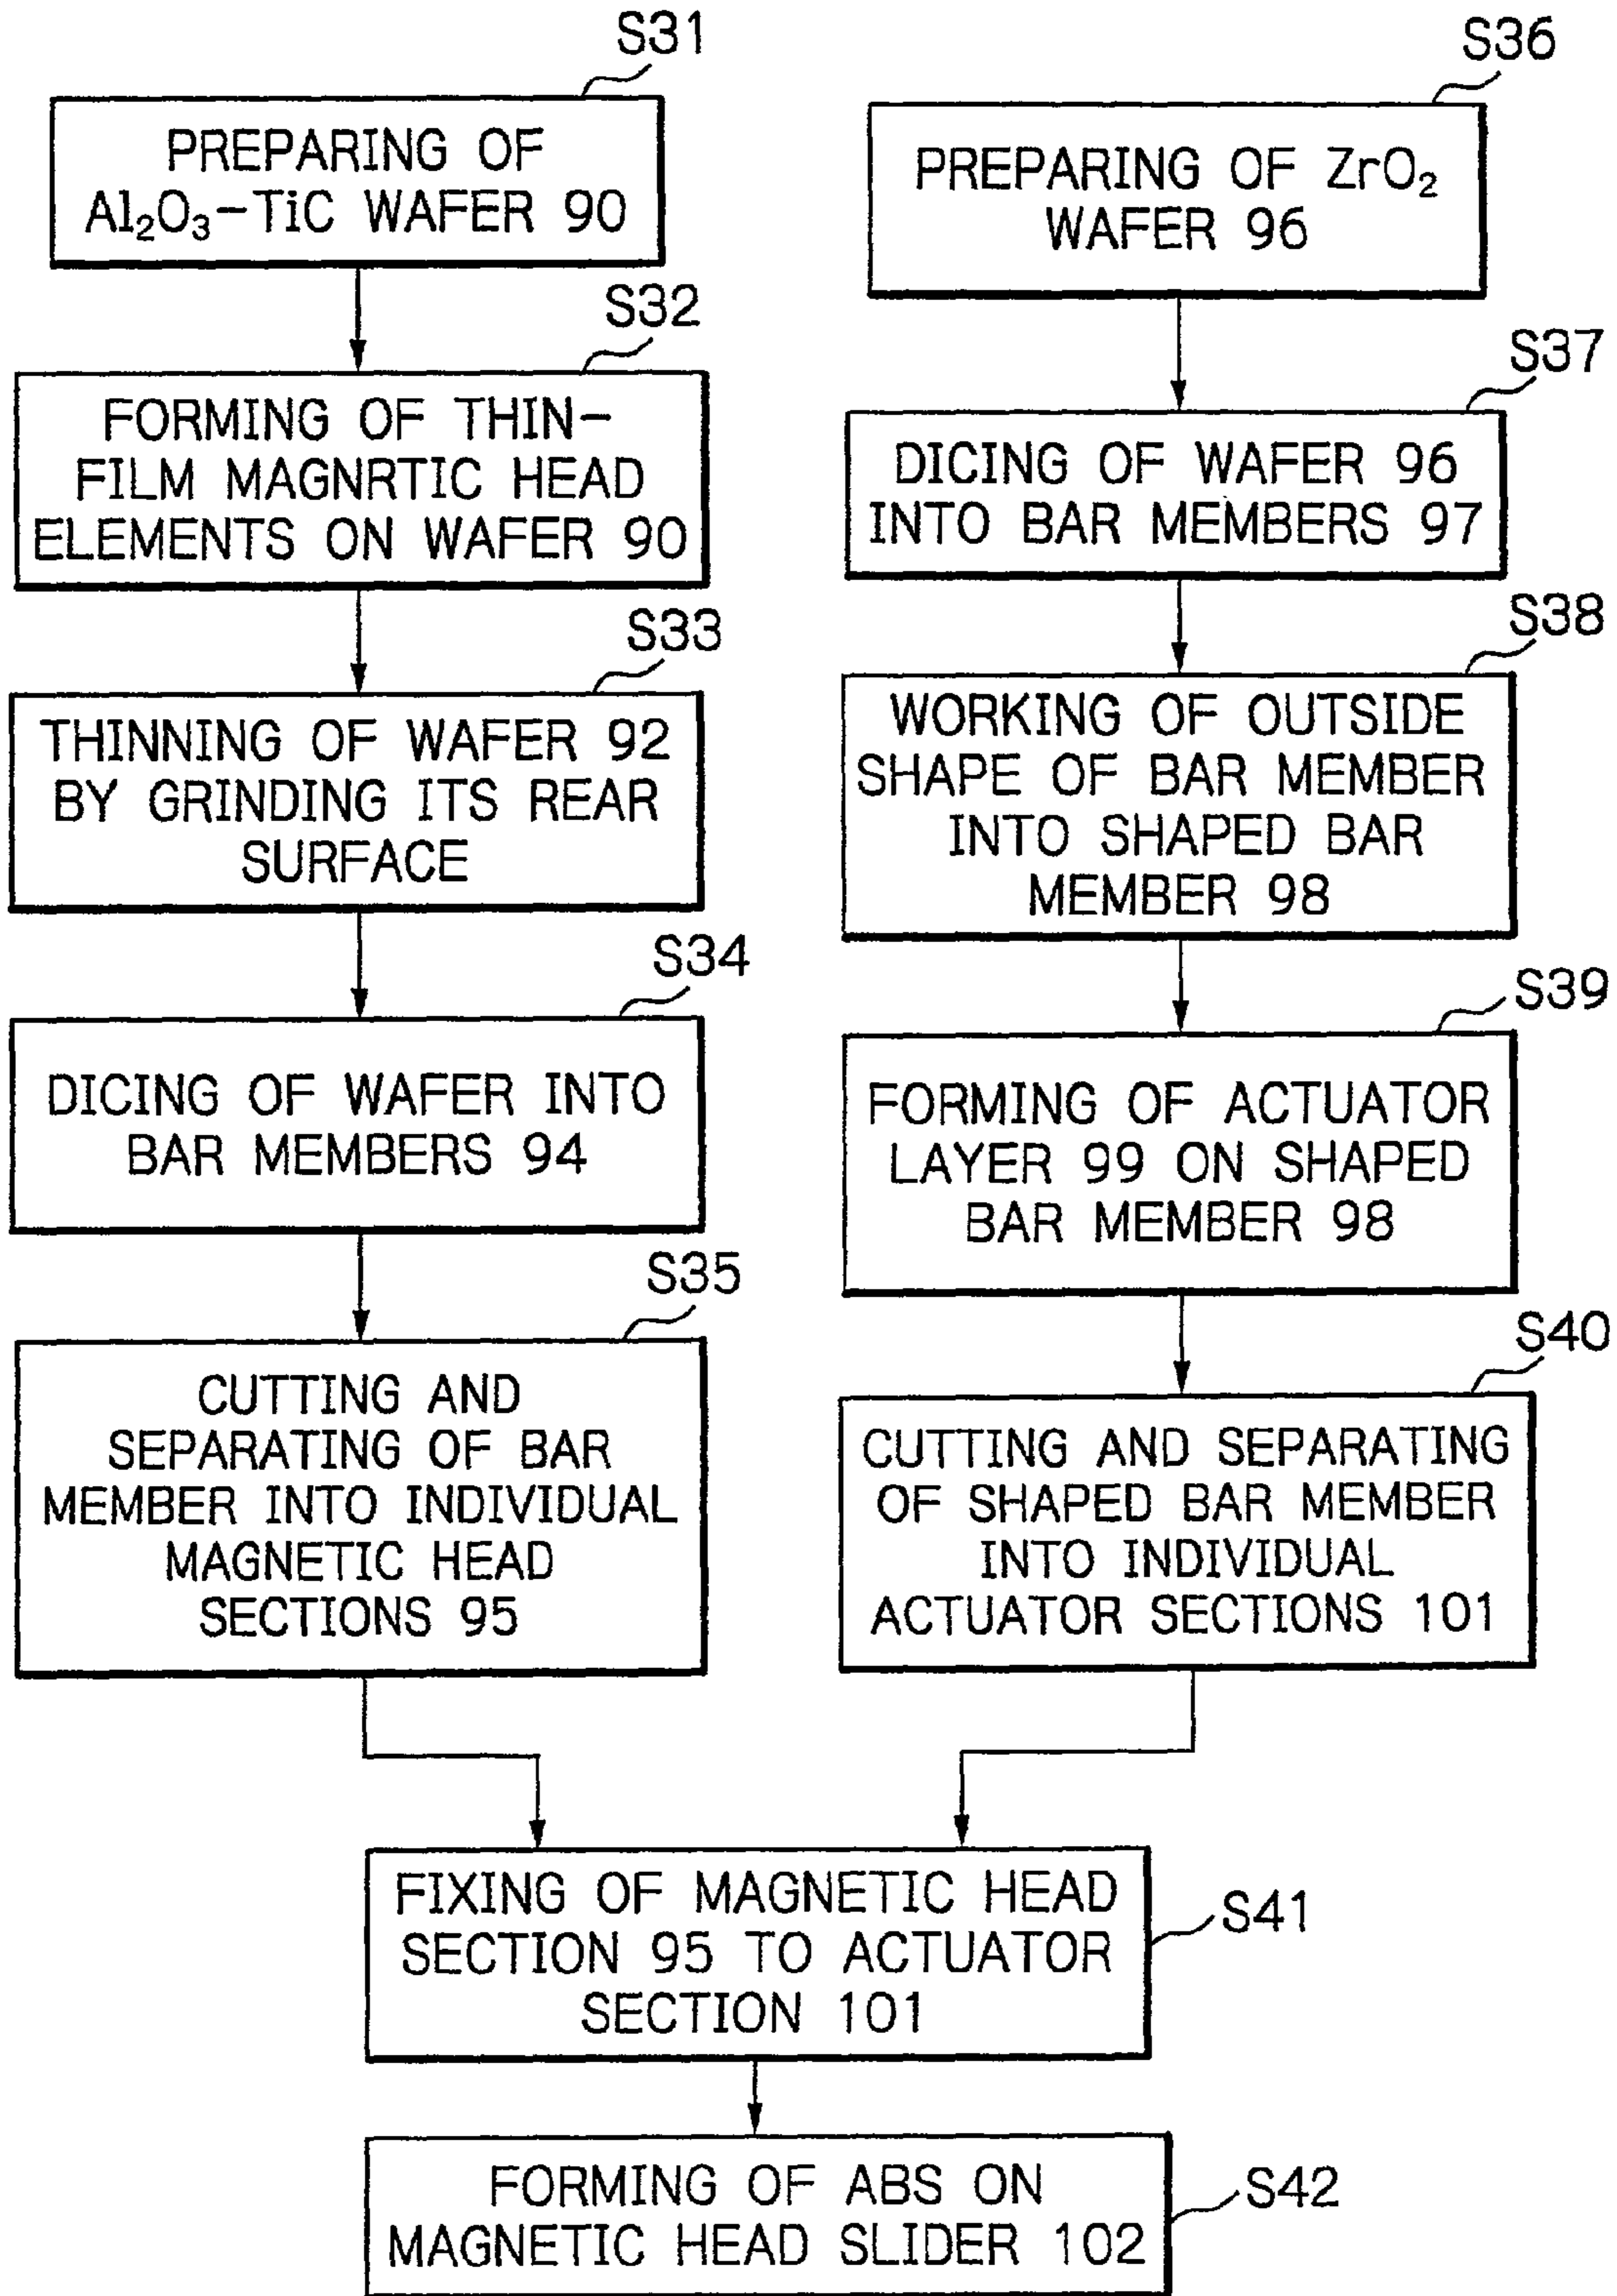 S31
PREPARING OF
Al₂O₃-TiC WAFER 90
S32
FORMING OF THIN-
FILM MAGNRTIC HEAD
ELEMENTS ON WAFER 90
S33
THINNING OF WAFER 92
BY GRINDING ITS REAR
SURFACE
S34
DICING OF WAFER INTO
BAR MEMBERS 94
S35
CUTTING AND
SEPARATING OF BAR
MEMBER INTO INDIVIDUAL
MAGNETIC HEAD
SECTIONS 95
S36
PREPARING OF ZrO₂
WAFER 96
S37
DICING OF WAFER 96
INTO BAR MEMBERS 97
S38
WORKING OF OUTSIDE
SHAPE OF BAR MEMBER
INTO SHAPED BAR
MEMBER 98
S39
FORMING OF ACTUATOR
LAYER 99 ON SHAPED
BAR MEMBER 98
S40
CUTTING AND SEPARATING
OF SHAPED BAR MEMBER
INTO INDIVIDUAL
ACTUATOR SECTIONS 101
FIXING OF MAGNETIC HEAD
SECTION 95 TO ACTUATOR
SECTION 101
S41
FORMING OF ABS ON
MAGNETIC HEAD SLIDER 102
S42